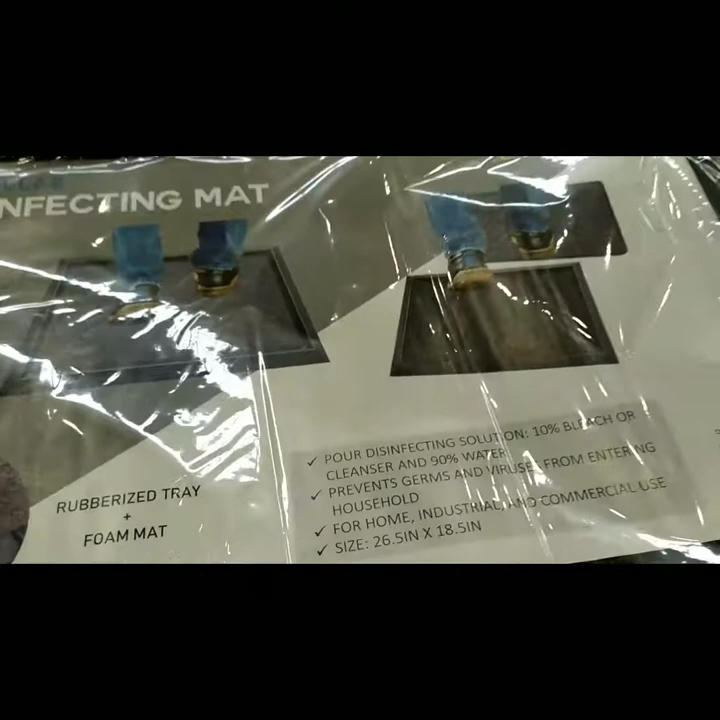 NFECTING MAT
RUBBERIZED TRAY
+
FOAM MAT
✓ POUR DISINFECTING SOLUTION: 10% BLEACH OR
CLEANSER AND 90% WATER
✓ PREVENTS GERMS AND VIRUSES FROM ENTERING
HOUSEHOLD
✓ FOR HOME, INDUSTRIAL, AND COMMERCIAL USE
✓ SIZE: 26.5IN X 18.5IN